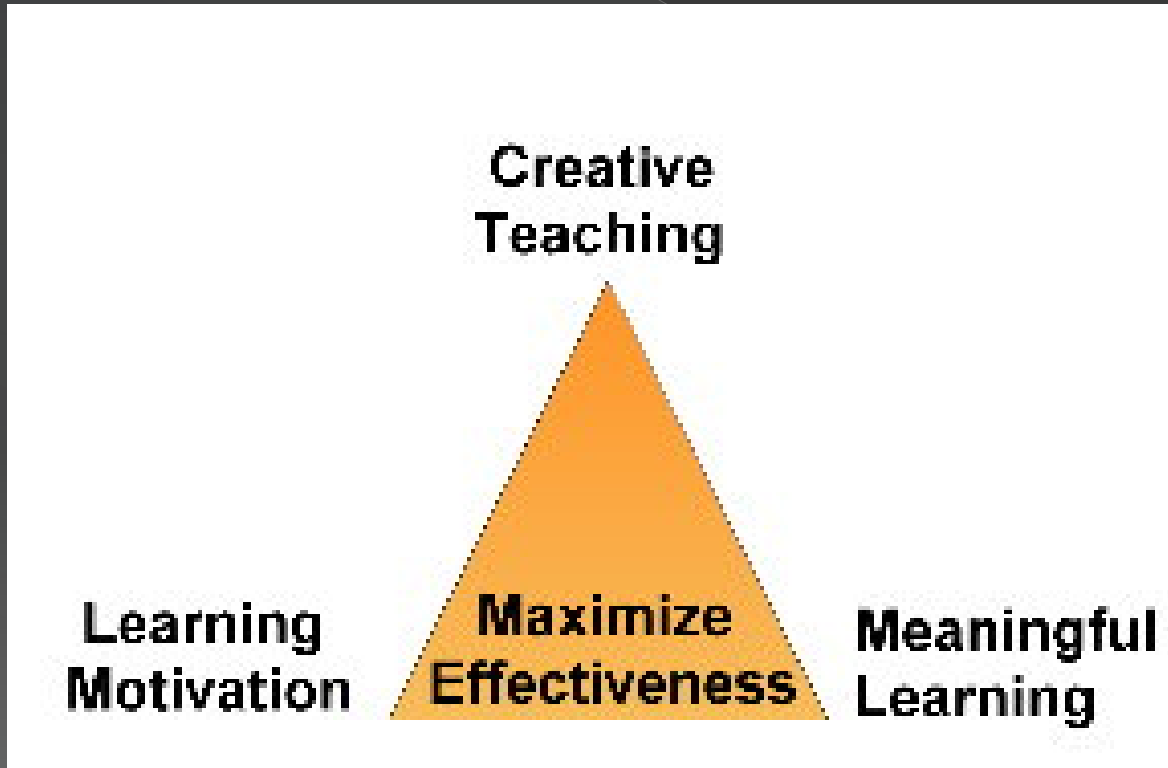 Creative
Teaching
Learning
Motivation
Maximize
Effectiveness
Meaningful
Learning